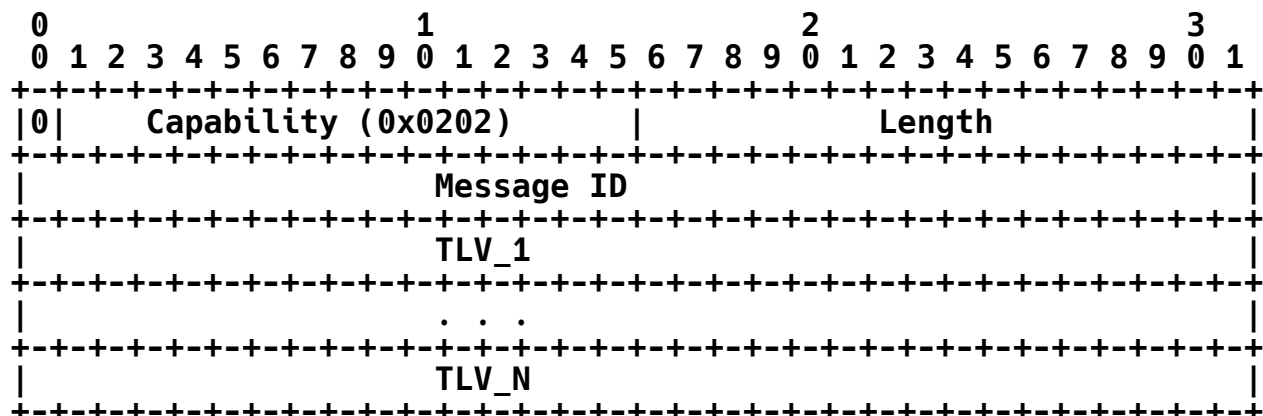 0                   1                   2                   3
 0 1 2 3 4 5 6 7 8 9 0 1 2 3 4 5 6 7 8 9 0 1 2 3 4 5 6 7 8 9 0 1
+-+-+-+-+-+-+-+-+-+-+-+-+-+-+-+-+-+-+-+-+-+-+-+-+-+-+-+-+-+-+-+-+
|0|    Capability (0x0202)      |            Length             |
+-+-+-+-+-+-+-+-+-+-+-+-+-+-+-+-+-+-+-+-+-+-+-+-+-+-+-+-+-+-+-+-+
|                     Message ID                                |
+-+-+-+-+-+-+-+-+-+-+-+-+-+-+-+-+-+-+-+-+-+-+-+-+-+-+-+-+-+-+-+-+
|                     TLV_1                                     |
+-+-+-+-+-+-+-+-+-+-+-+-+-+-+-+-+-+-+-+-+-+-+-+-+-+-+-+-+-+-+-+-+
|                     . . .                                     |
+-+-+-+-+-+-+-+-+-+-+-+-+-+-+-+-+-+-+-+-+-+-+-+-+-+-+-+-+-+-+-+-+
|                     TLV_N                                     |
+-+-+-+-+-+-+-+-+-+-+-+-+-+-+-+-+-+-+-+-+-+-+-+-+-+-+-+-+-+-+-+-+